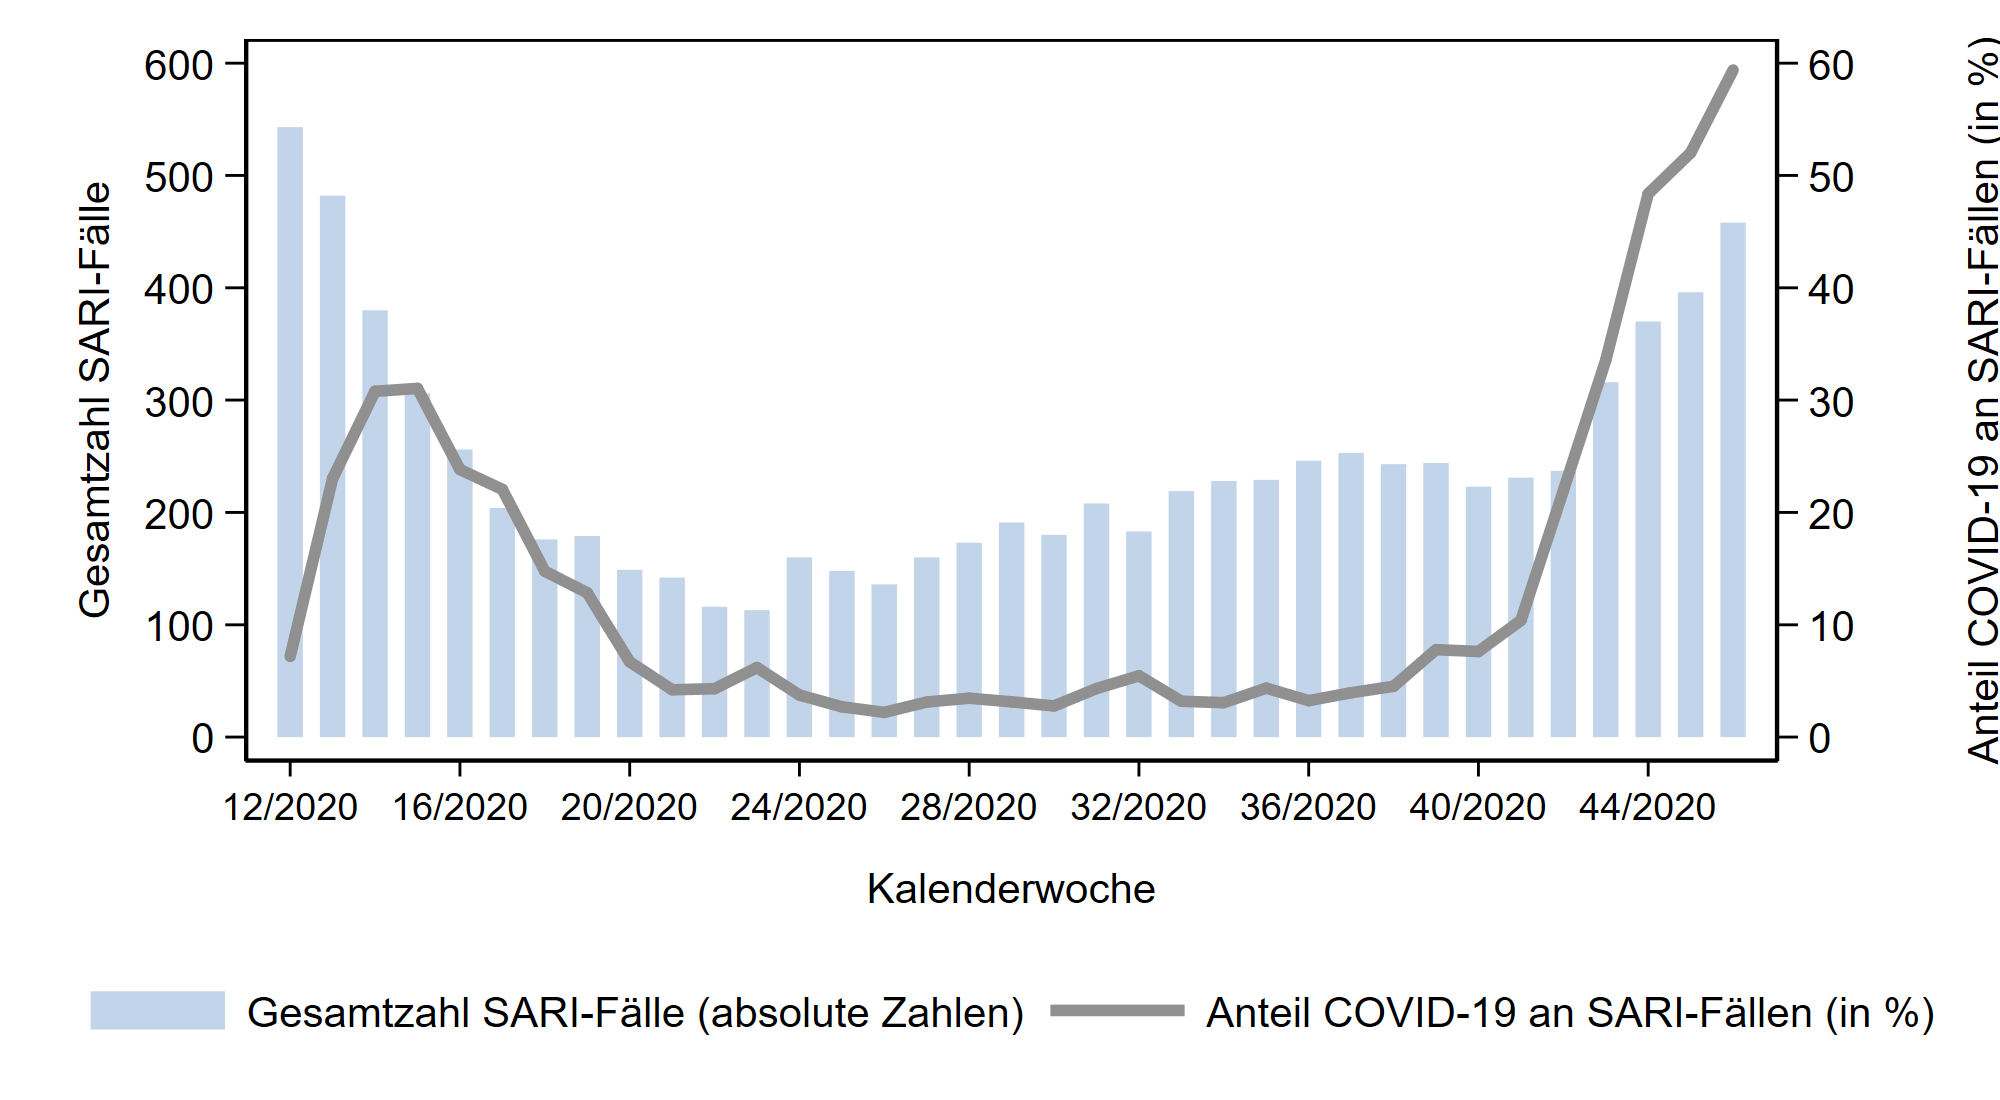 Gesamtzahl SARI-Fälle
600
500
400
300
200
100
0
60
50
40
30
20
10
0
Anteil COVID-19 an SARI-Fällen (in %)
12/2020 16/2020 20/2020 24/2020 28/2020 32/2020 36/2020 40/2020 44/2020
Kalenderwoche
Gesamtzahl SARI-Fälle (absolute Zahlen) Anteil COVID-19 an SARI-Fällen (in %)